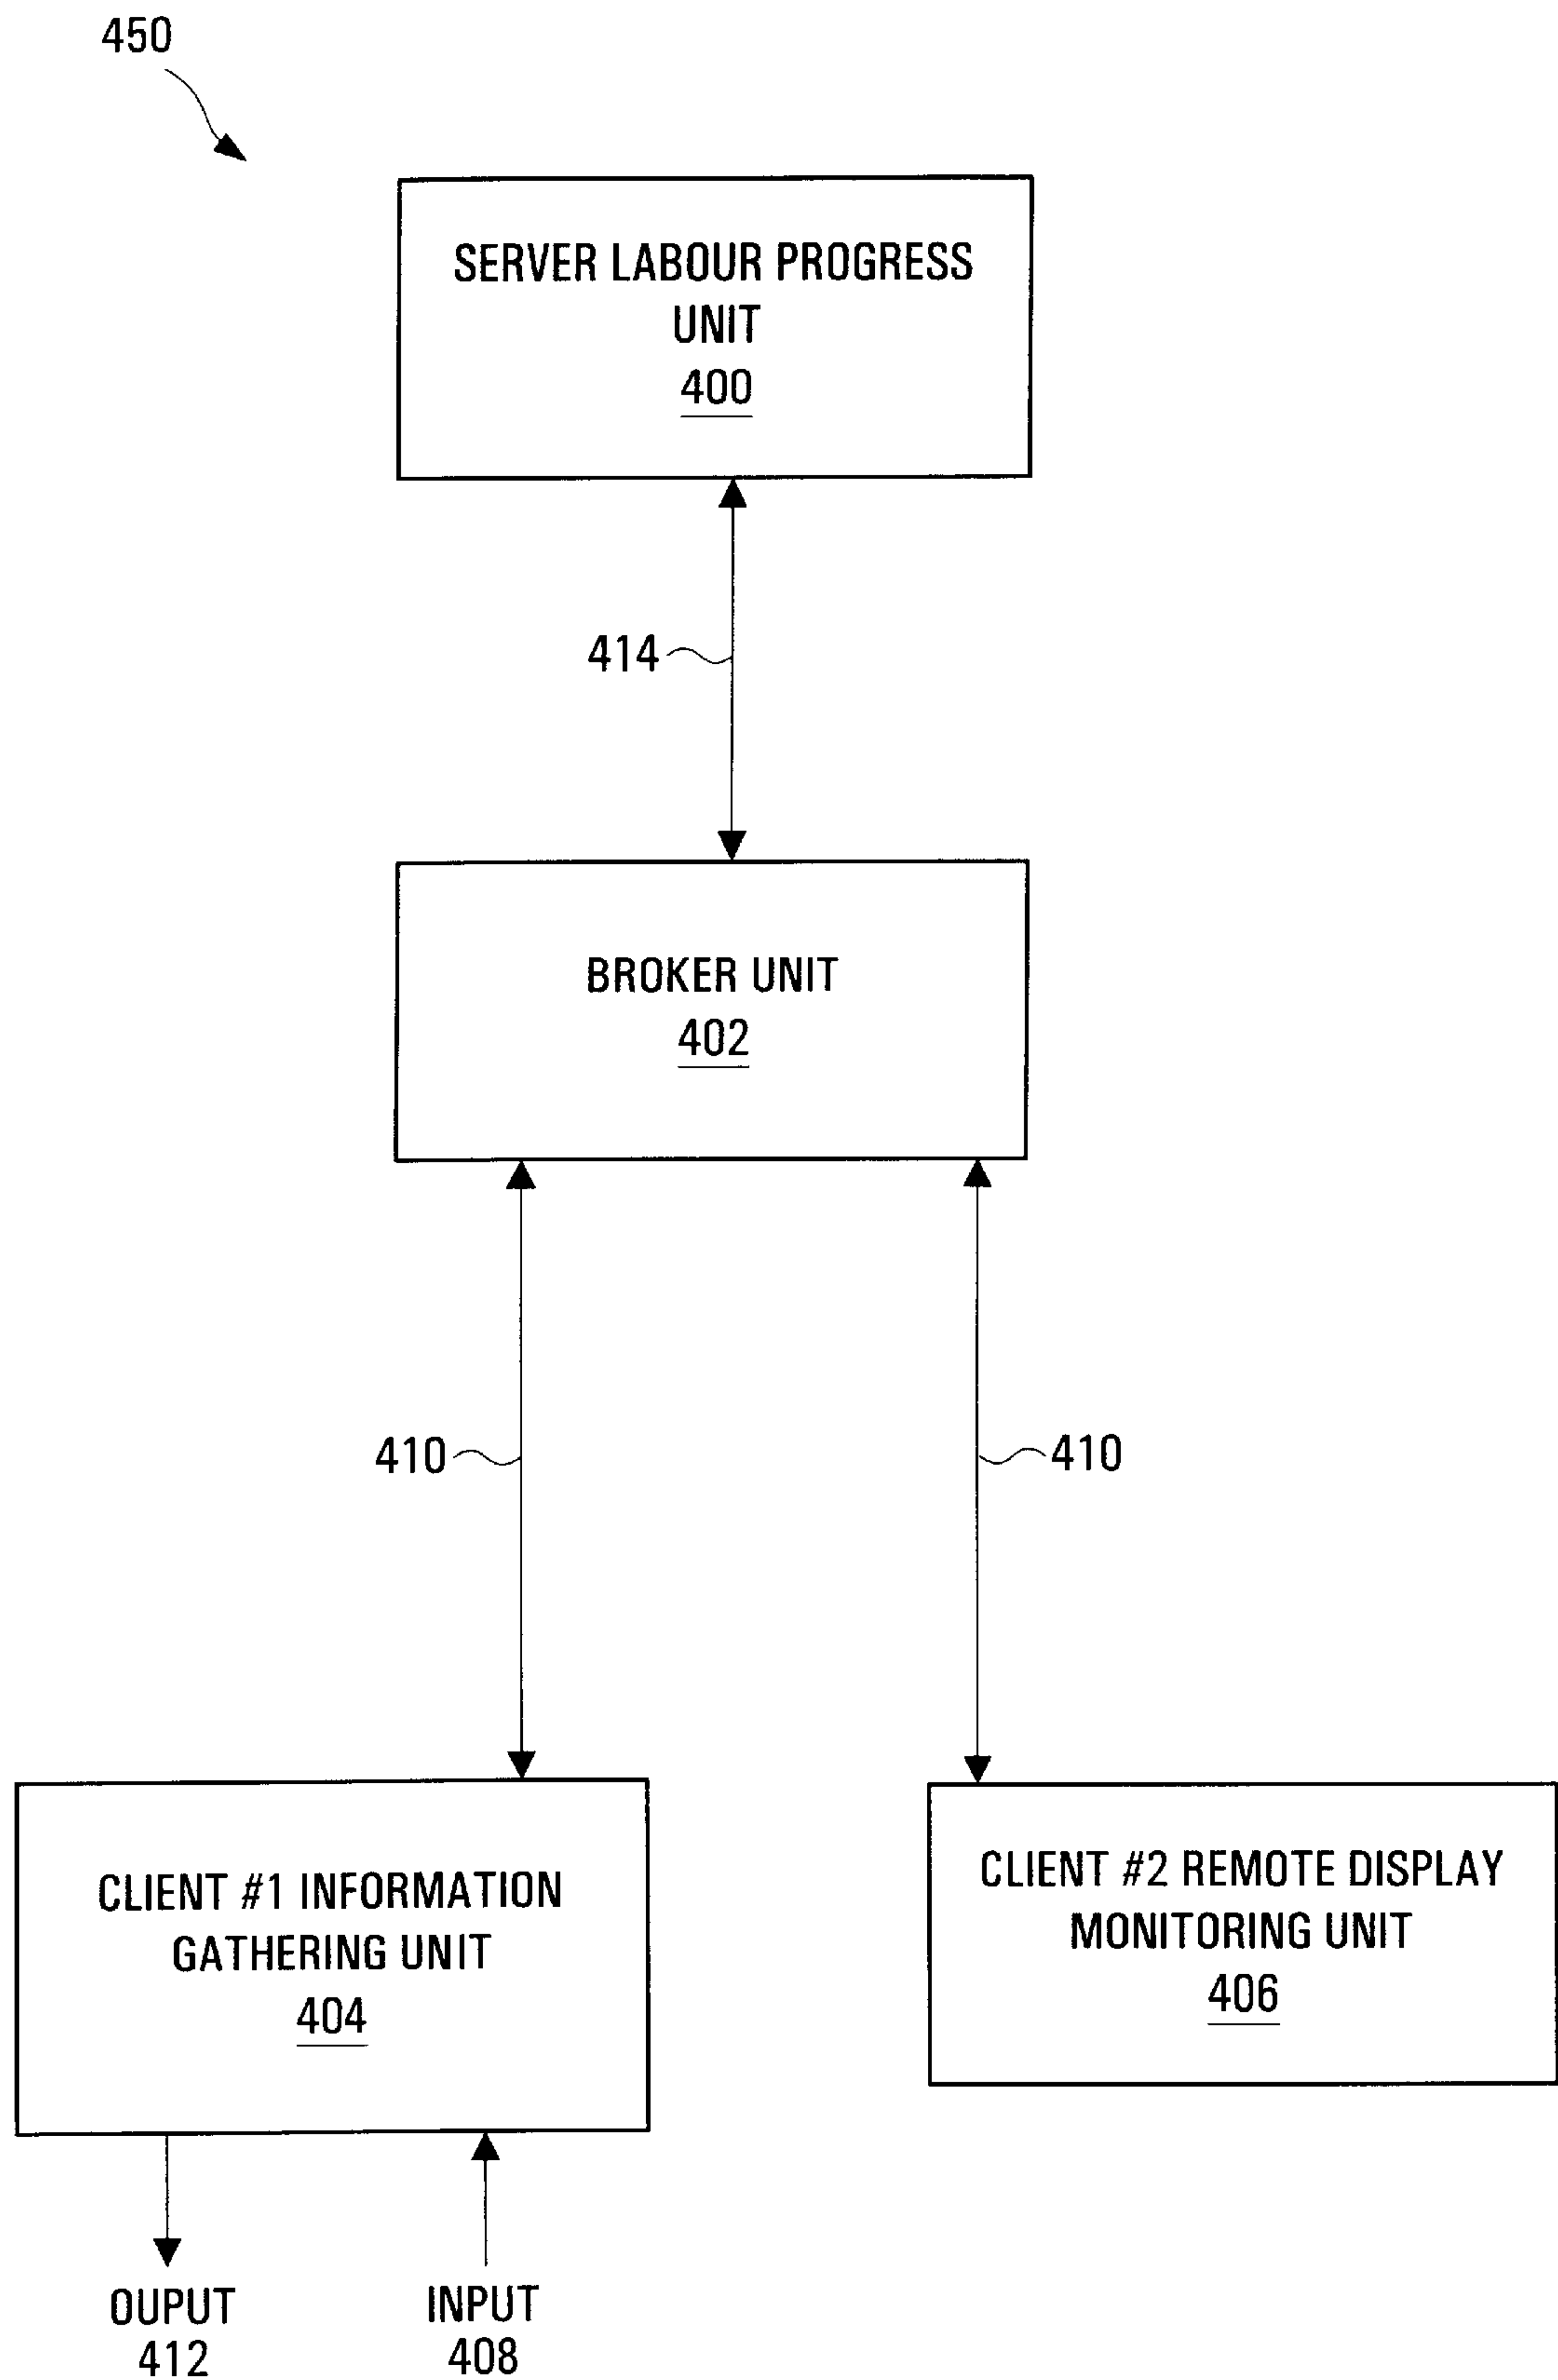 450
SERVER LABOUR PROGRESS
UNIT
400
414
BROKER UNIT
402
410
410
CLIENT #1 INFORMATION
GATHERING UNIT
404
CLIENT #2 REMOTE DISPLAY
MONITORING UNIT
406
OUPUT
412
INPUT
408